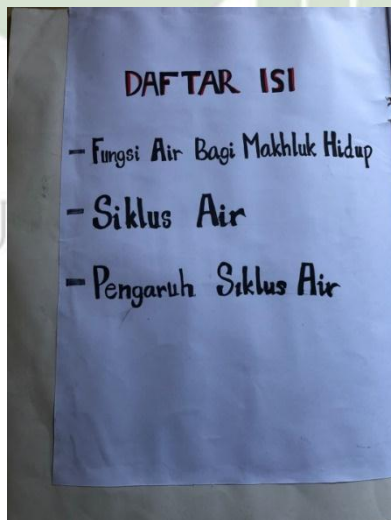 DAFTAR ISI
- Fungsi Air Bagi Makhluk Hidup
- Siklus Air
- Pengaruh Siklus Air